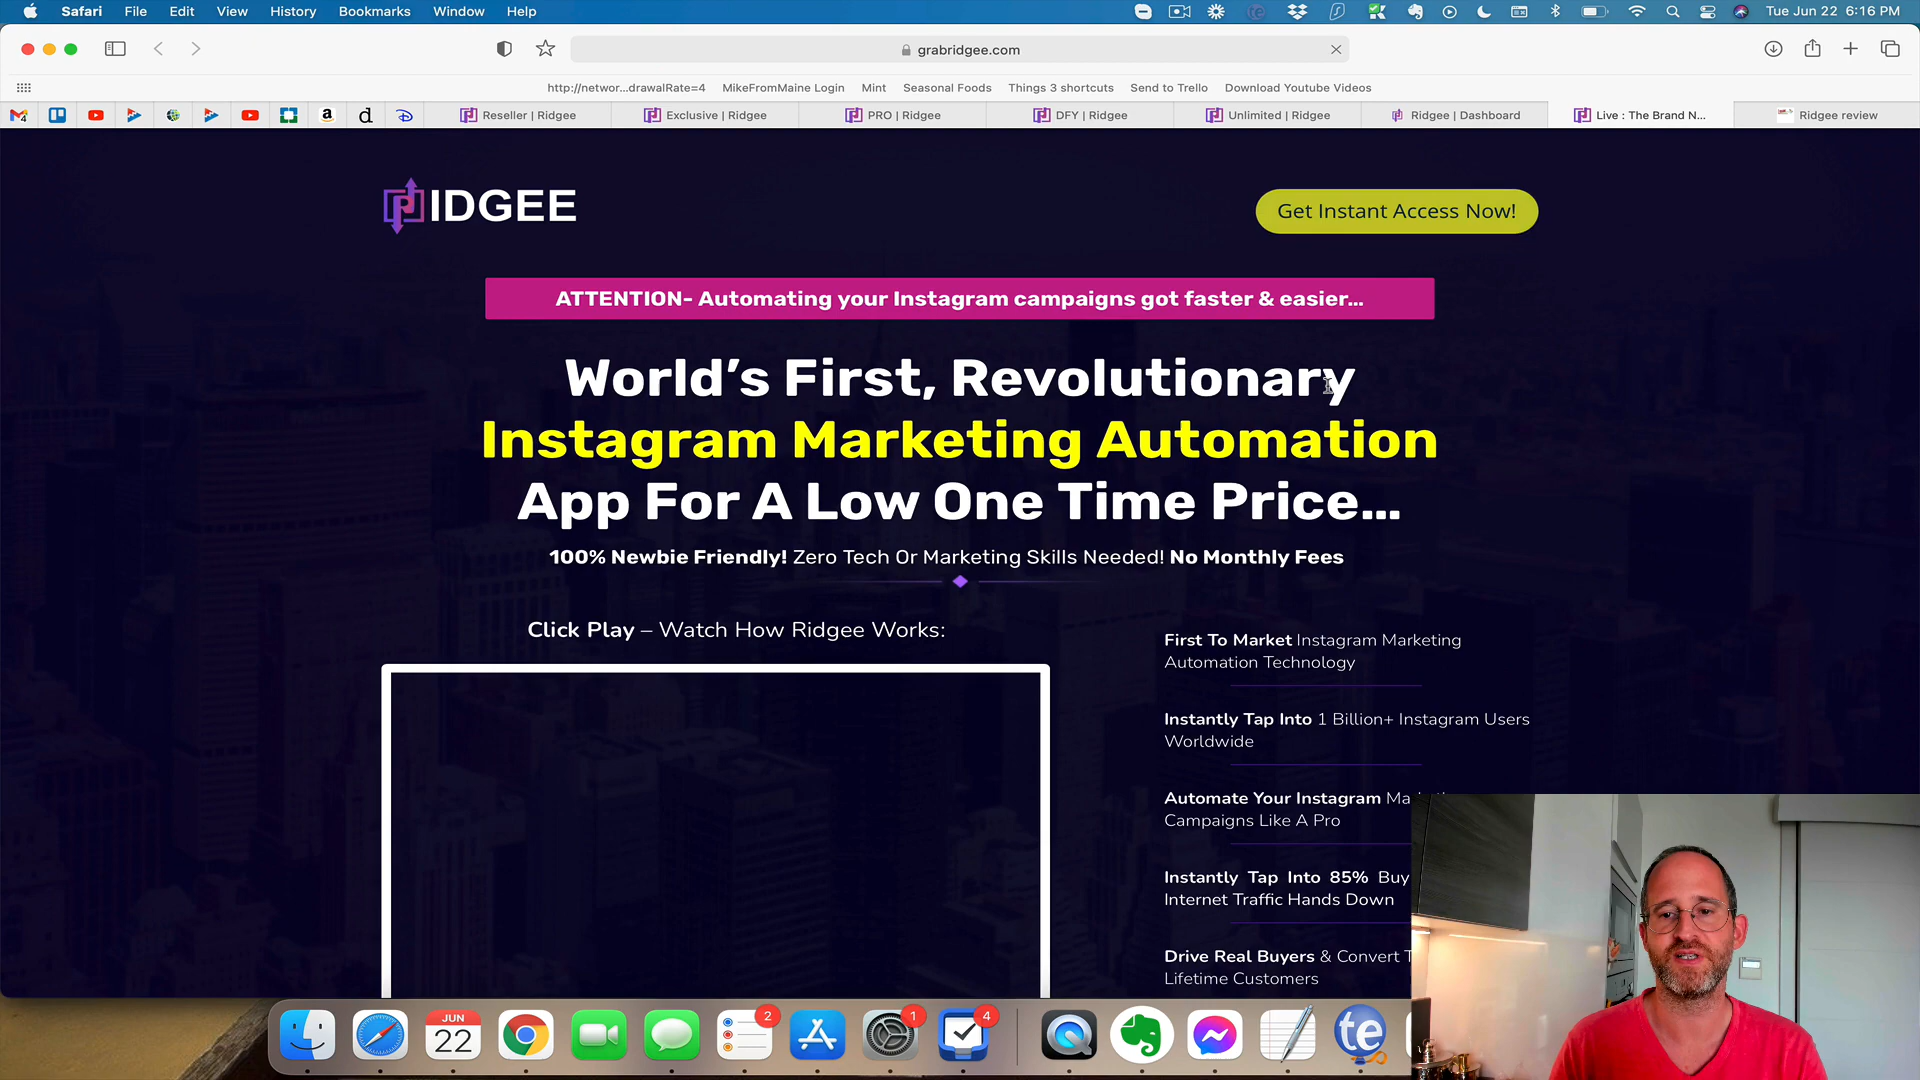 Safari File Edit View History Bookmarks Window Help
Tue Jun 22 6:16 PM
grabridgee.com
http://networ...drawalRate=4 MikeFromMaine Login Mint Seasonal Foods Things 3 shortcuts Send to Trello Download Youtube Videos
Reseller | Ridgee Exclusive | Ridgee PRO | Ridgee DFY | Ridgee Unlimited | Ridgee Ridgee | Dashboard Live : The Brand N... Ridgee review
RIDGEE
Get Instant Access Now!
ATTENTION- Automating your Instagram campaigns got faster & easier...
World's First, Revolutionary
Instagram Marketing Automation
App For A Low One Time Price...
100% Newbie Friendly! Zero Tech Or Marketing Skills Needed! No Monthly Fees
Click Play – Watch How Ridgee Works:
First To Market Instagram Marketing
Automation Technology
Instantly Tap Into 1 Billion+ Instagram Users
Worldwide
Automate Your Instagram
Campaigns Like A Pro
Instantly Tap Into 85% Buy
Internet Traffic Hands Down
Drive Real Buyers & Convert T
Lifetime Customers
JUN
22
2
1
4
te